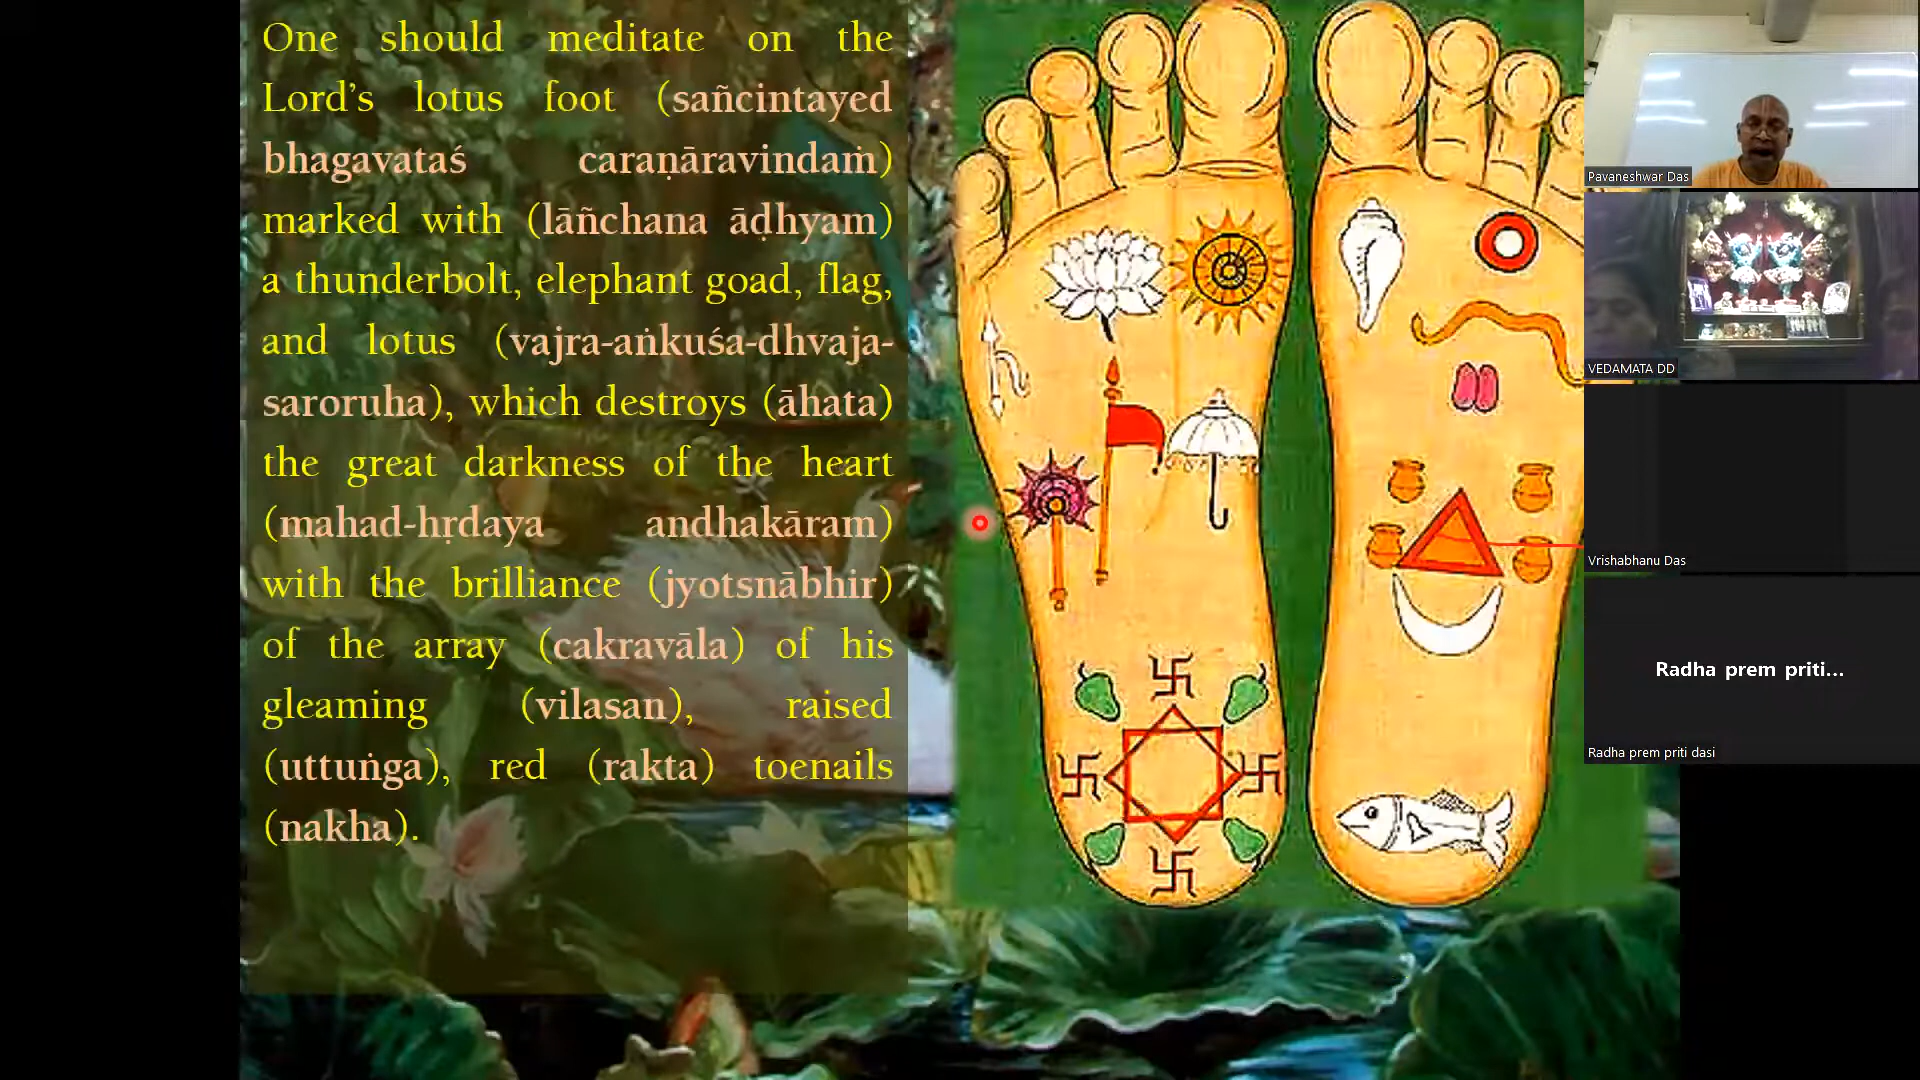 One should meditate on the
Lord's lotus foot (sañcintayed
bhagavataś caraṇāravindaṁ)
marked with (lāñchana āḍhyam)
a thunderbolt, elephant goad, flag,
and lotus (vajra-aṅkuśa-dhvaja-
saroruha), which destroys (āhata)
the great darkness of the heart
(mahad-hṛdaya andhakāram)
with the brilliance (jyotsnābhir)
of the array (cakravāla) of his
gleaming (vilasan), raised
(uttuṅga), red (rakta) toenails
(nakha).
Pavaneshwar Das
VEDAMATA DD
Vrishabhanu Das
Radha prem priti...
Radha prem priti dasi